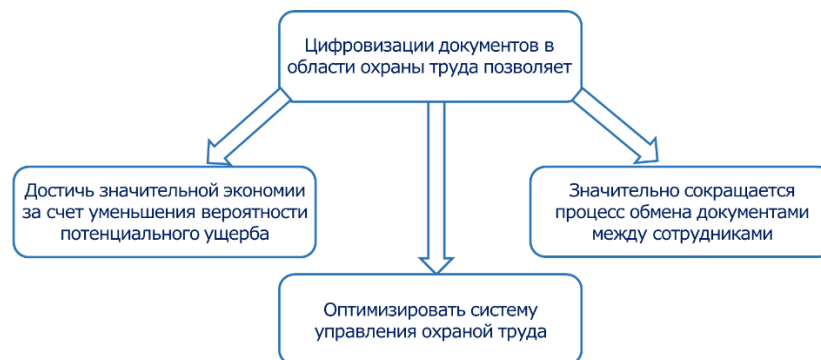 Цифровизации документов в
области охраны труда позволяет
Достичь значительной экономии
за счет уменьшения вероятности
потенциального ущерба
Значительно сокращается
процесс обмена документами
между сотрудниками
Оптимизировать систему
управления охраной труда